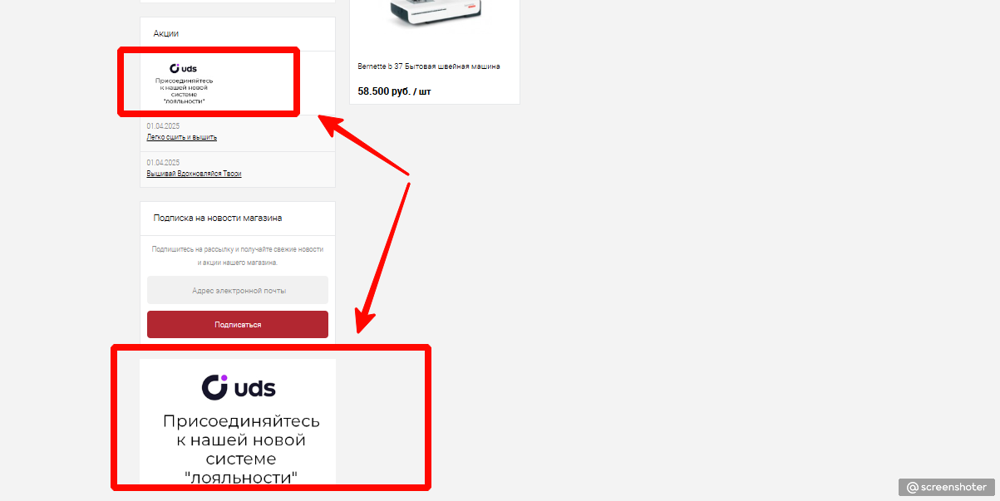 Акции
uds
Присоединяйтесь
к нашей новой
системе
"лояльности"
01.04.2025
Легко сшить и вышить
01.04.2025
Вышивай Вдохновляйся Твори
Bernette b 37 Бытовая швейная машина
58.500 руб. / шт
Подписка на новости магазина
Подпишитесь на рассылку и получайте свежие новости
и акции нашего магазина.
Адрес электронной почты
Подписаться
uds
Присоединяйтесь
к нашей новой
системе
"лояльности"
@screenshoter